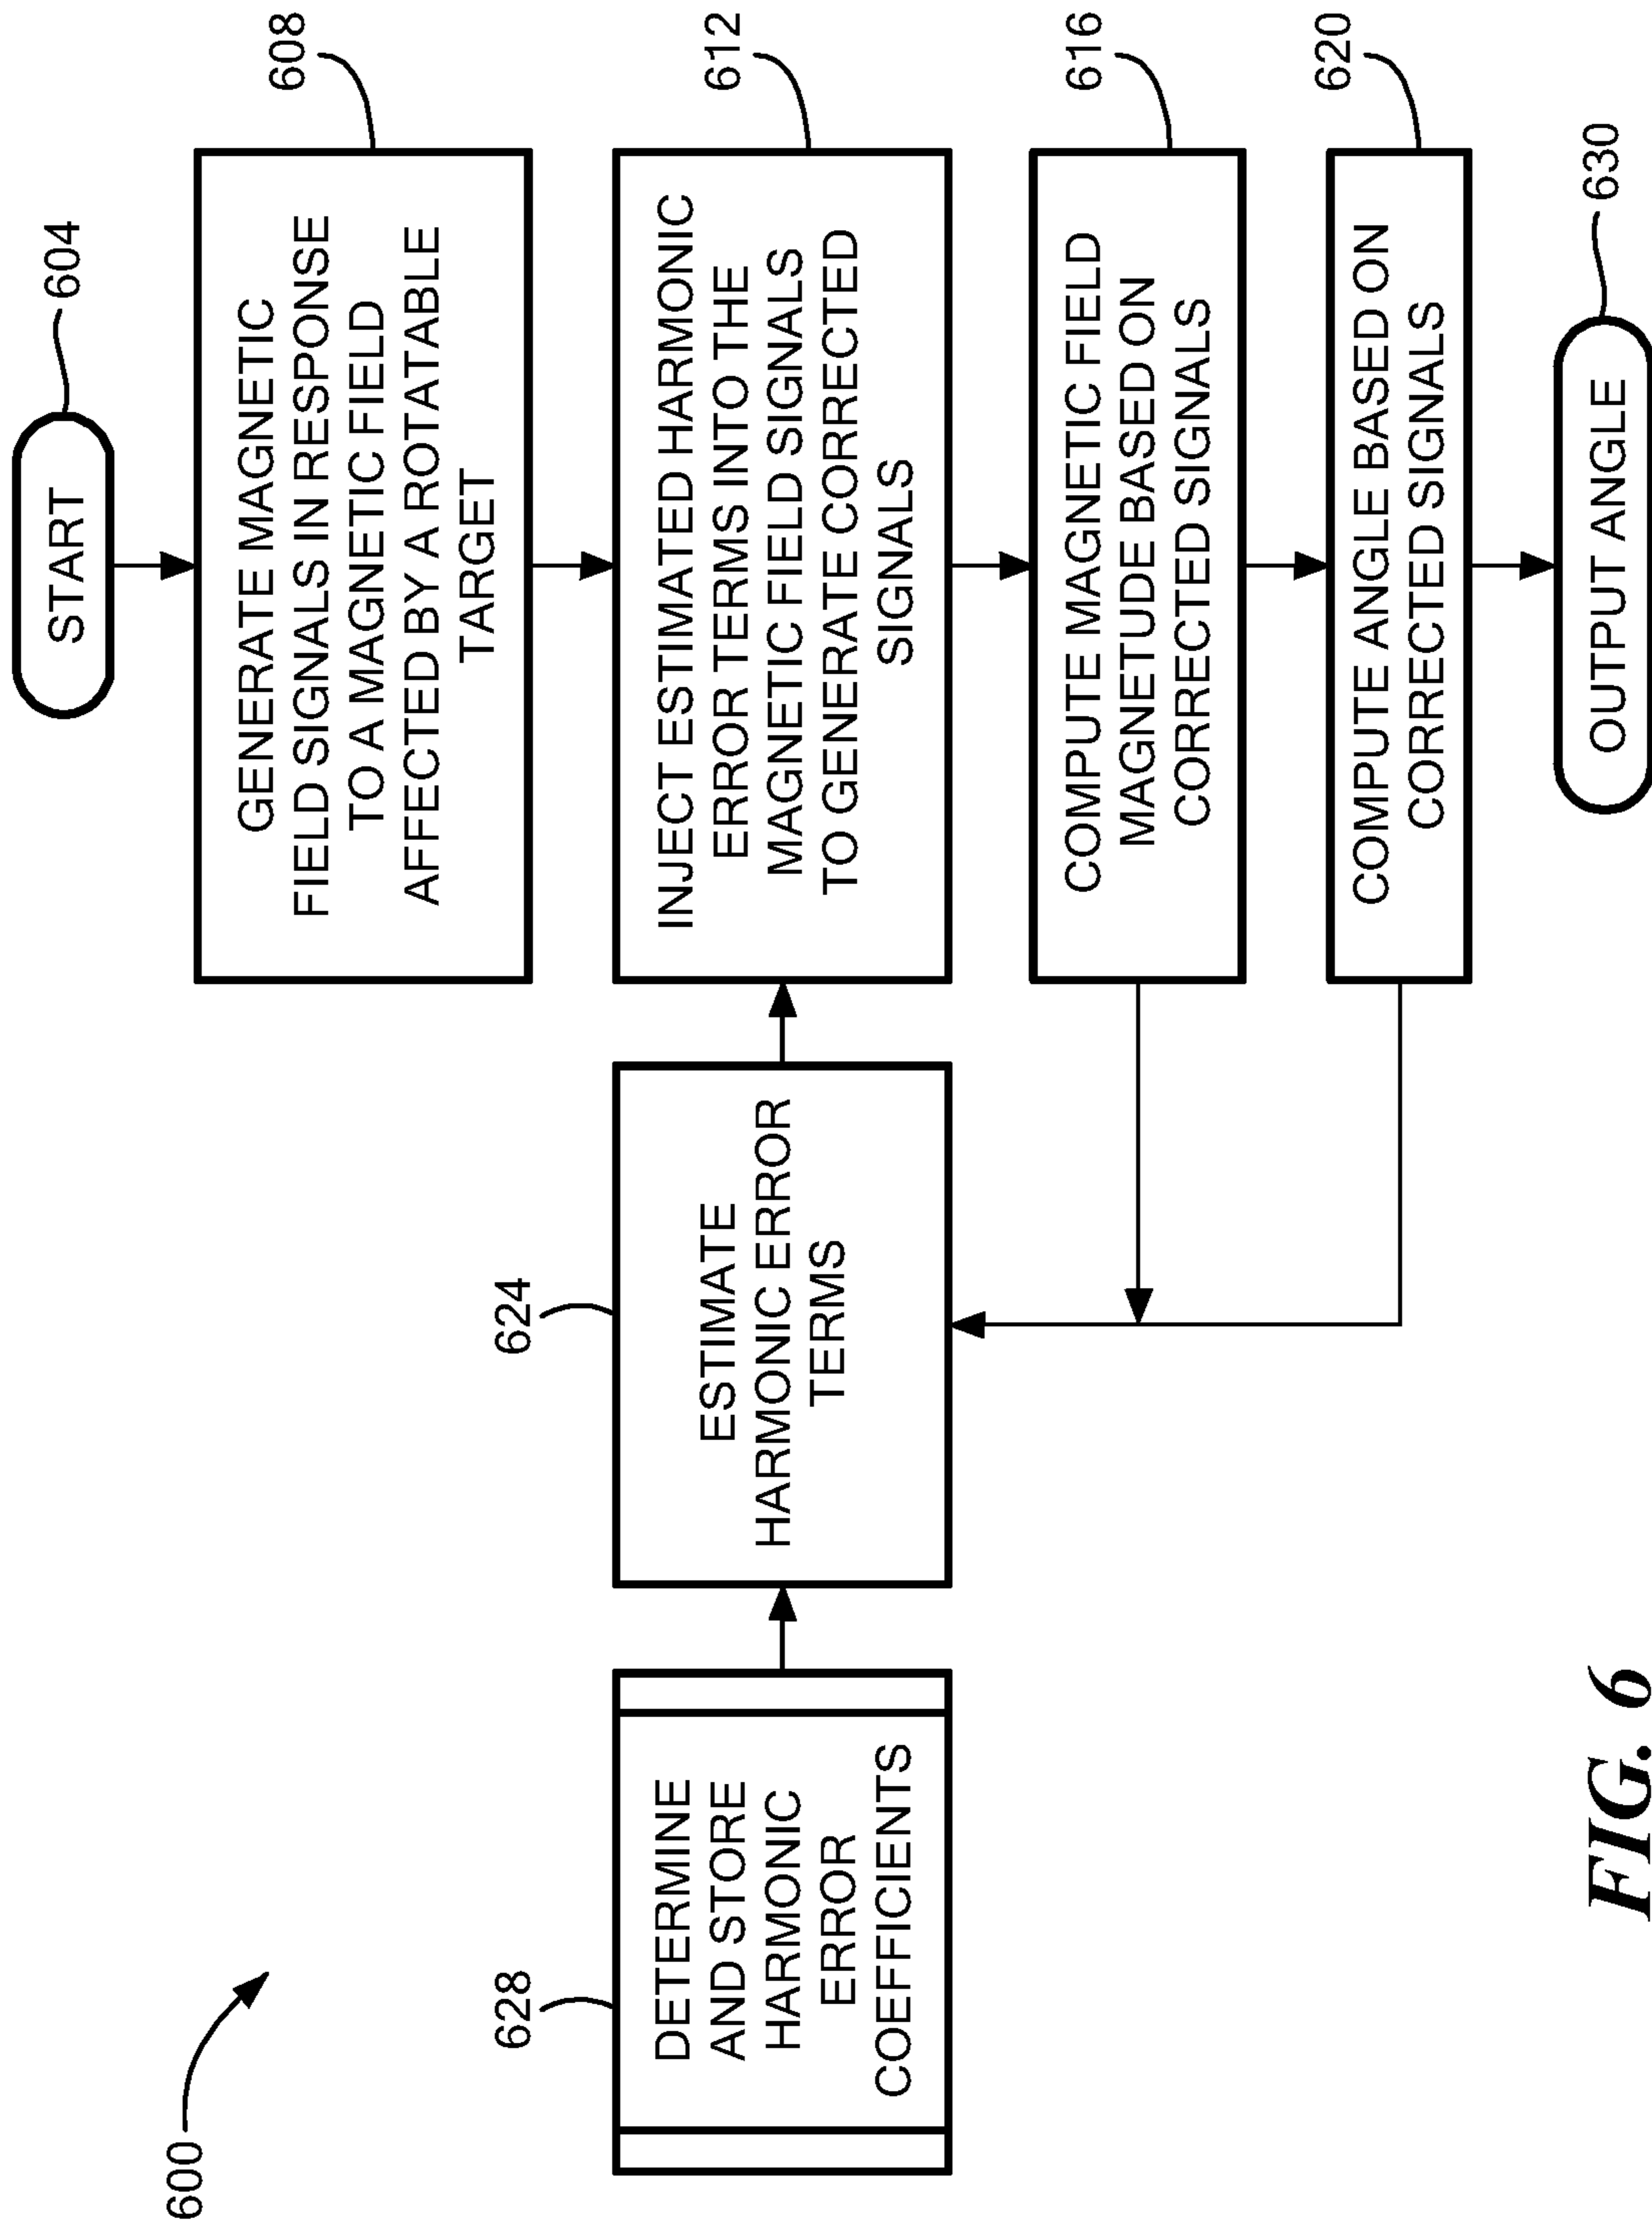 600
START
604
GENERATE MAGNETIC
FIELD SIGNALS IN RESPONSE
TO A MAGNETIC FIELD
AFFECTED BY A ROTATABLE
TARGET
608
628
DETERMINE
AND STORE
HARMONIC
ERROR
COEFFICIENTS
624
ESTIMATE
HARMONIC ERROR
TERMS
INJECT ESTIMATED HARMONIC
ERROR TERMS INTO THE
MAGNETIC FIELD SIGNALS
TO GENERATE CORRECTED
SIGNALS
612
COMPUTE MAGNETIC FIELD
MAGNETUDE BASED ON
CORRECTED SIGNALS
616
COMPUTE ANGLE BASED ON
CORRECTED SIGNALS
620
OUTPUT ANGLE
630
FIG. 6